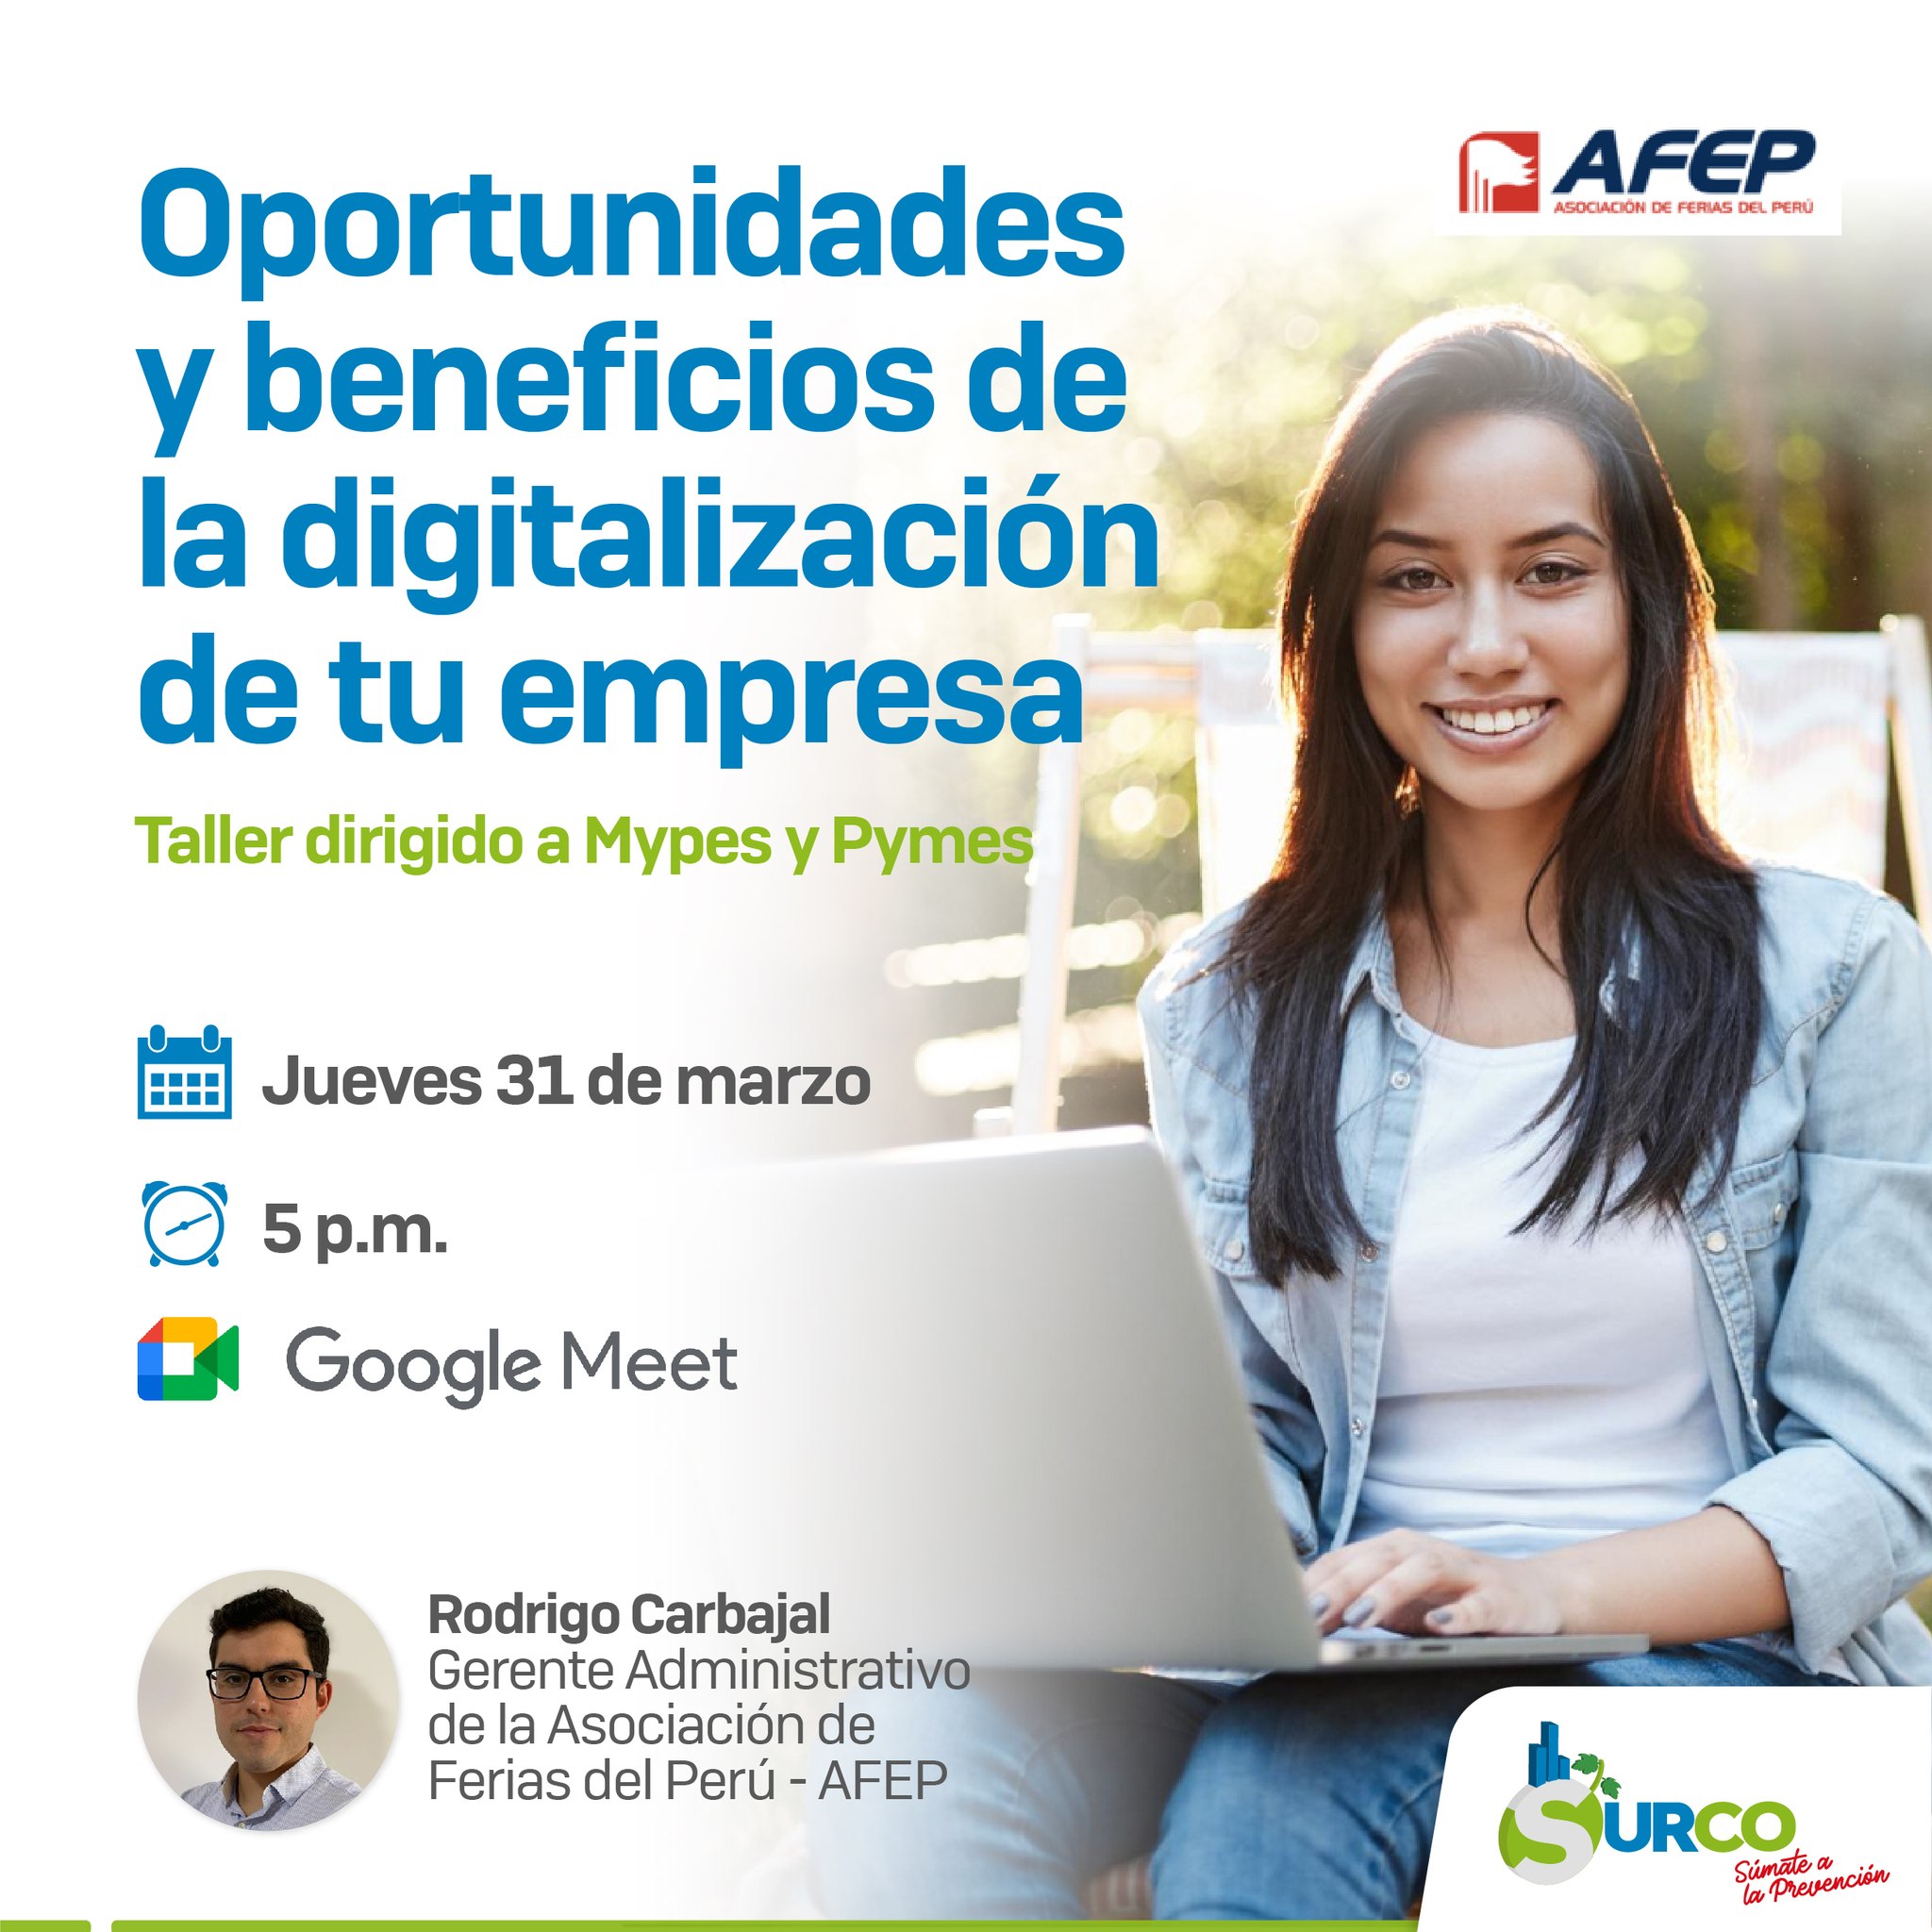 AFEP
ASOCIACIÓN DE FERIAS DEL PERÚ
Oportunidades
y beneficios de
la digitalización
de tu empresa
Taller dirigido a Mypes y Pymes
Jueves 31 de marzo
5 p.m.
Google Meet
Rodrigo Carbajal
Gerente Administrativo
de la Asociación de
Ferias del Perú - AFEP
SURCO
Súmate a
la Prevención